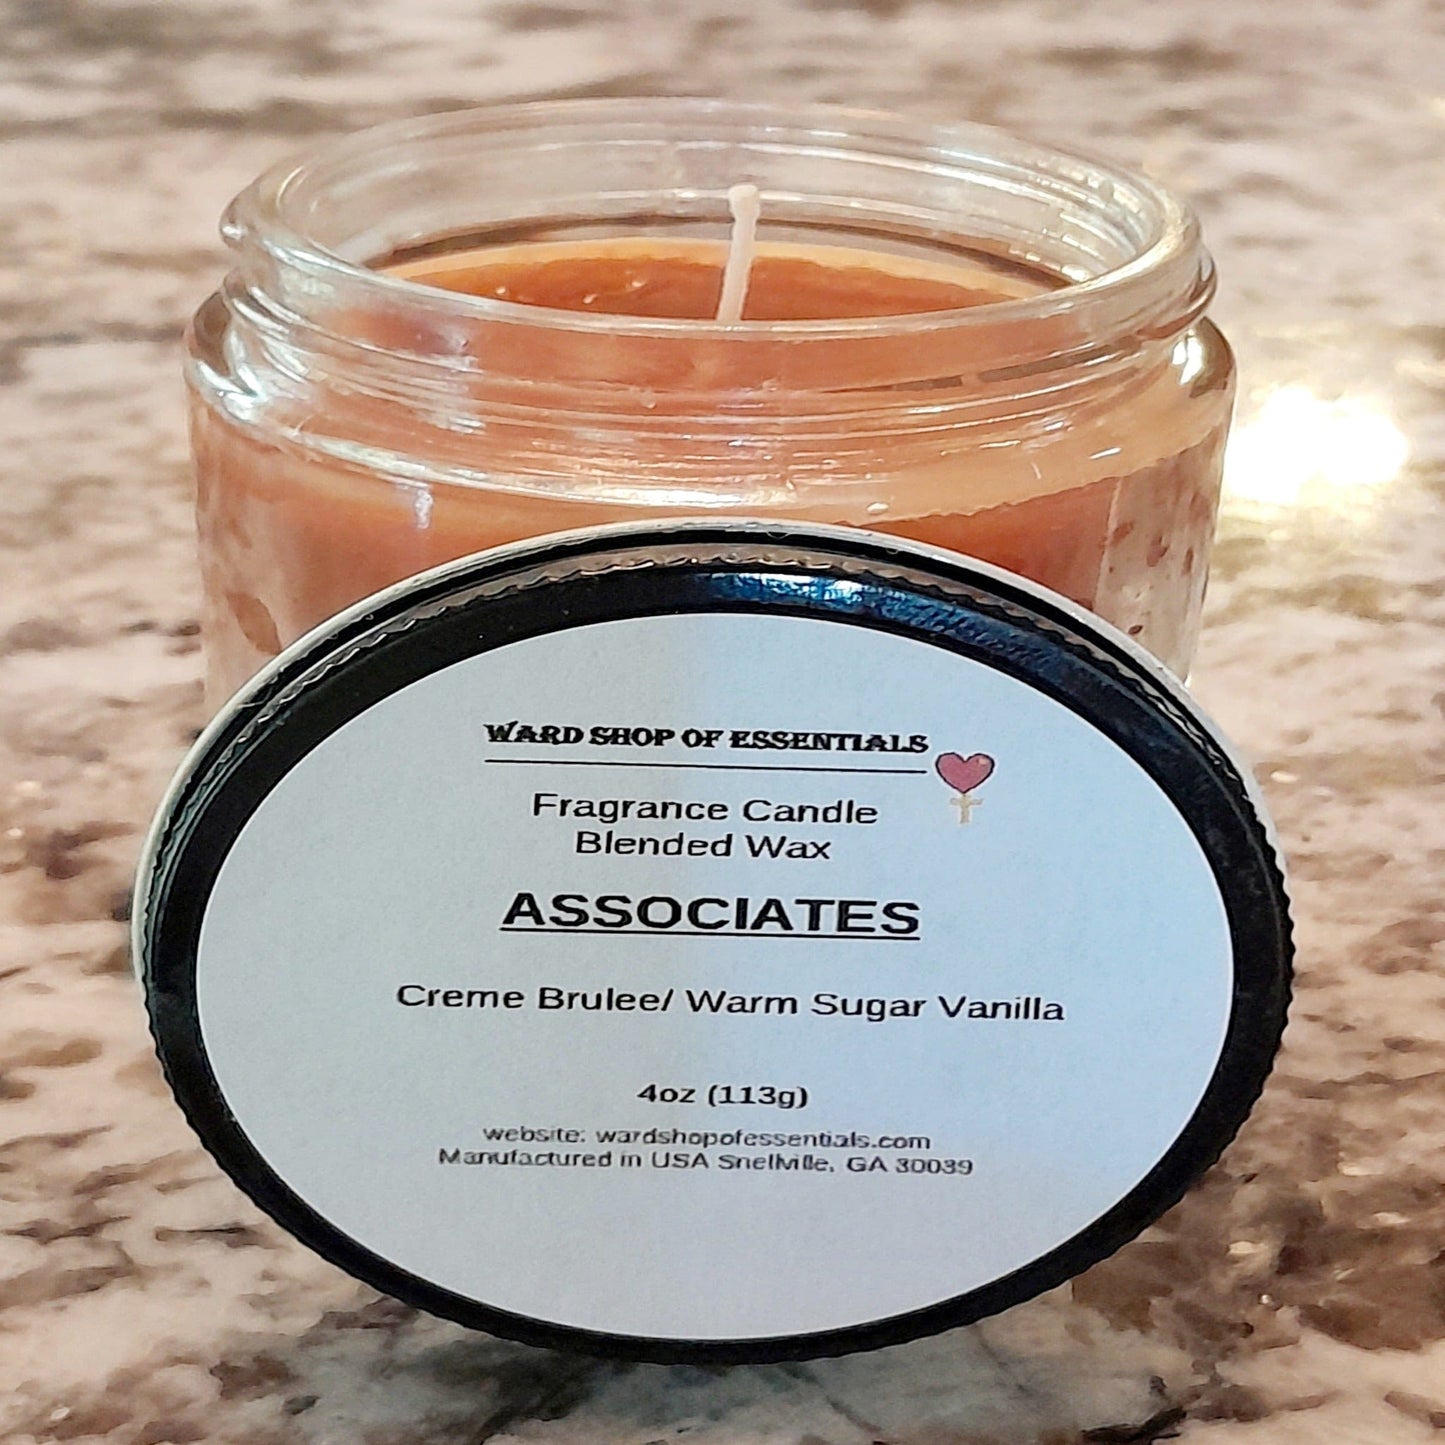 WARD SHOP OF ESSENTIALS
Fragrance Candle
Blended Wax
ASSOCIATES
Creme Brulee/ Warm Sugar Vanilla
4oz (113g)
website: wardshopofessentials.com
Manufactured in USA Snellville, GA 30039